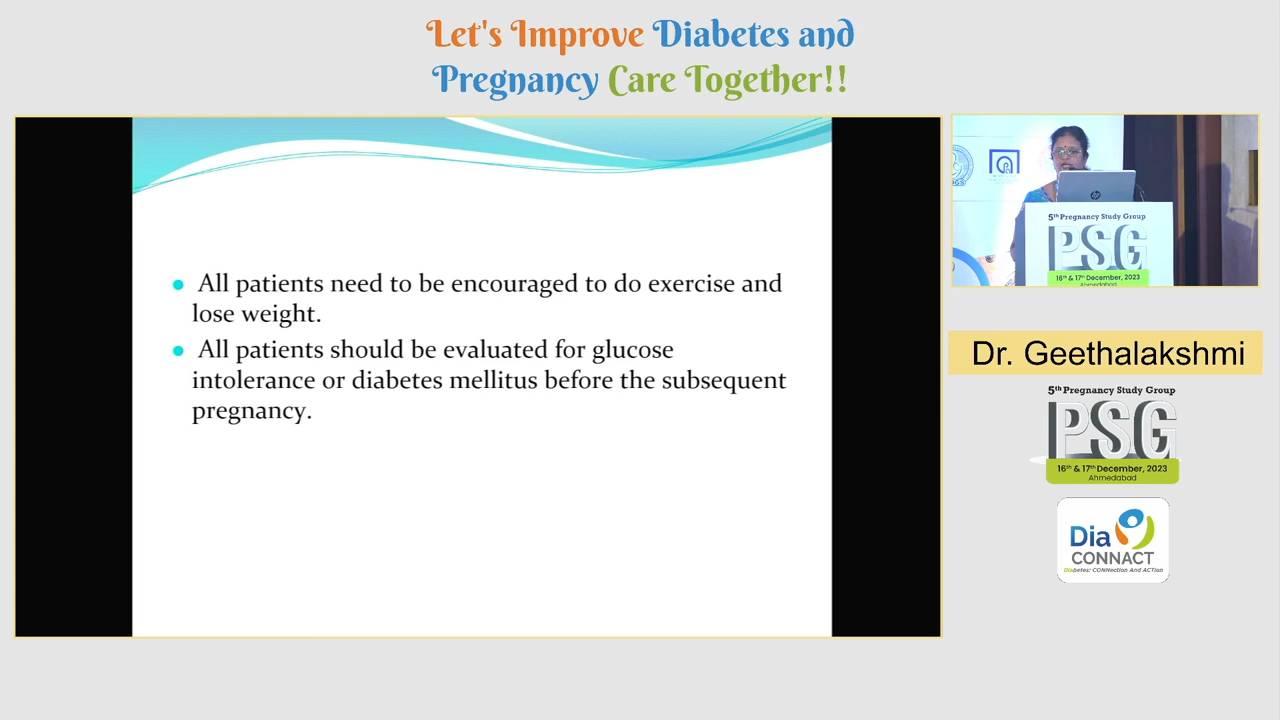 Let's Improve Diabetes and
Pregnancy Care Together!!
All patients need to be encouraged to do exercise and
lose weight.
All patients should be evaluated for glucose
intolerance or diabetes mellitus before the subsequent
pregnancy.
hp
5th Pregnancy Study Group
PSG
16th & 17th December, 2023
Ahmedabad
Dr. Geethalakshmi
5th Pregnancy Study Group
PSG
16th & 17th December, 2023
Ahmedabad
Dia
CONNACT
Diabetes: CONNection And ACTion